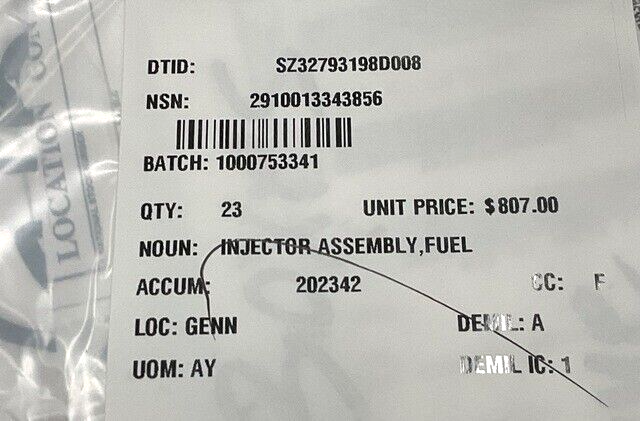 LOCATION CON
DTID: SZ32793198D008
NSN: 2910013343856
BATCH: 1000753341
QTY: 23 UNIT PRICE: $807.00
NOUN: INJECTOR ASSEMBLY,FUEL
ACCUM: 202342 CC: F
LOC: GENN DEMIL: A
UOM: AY DEMIL IC: 1